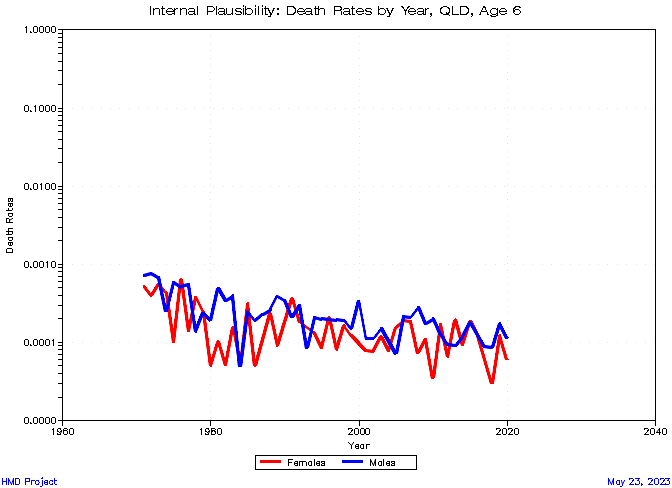 Internal Plausibility: Death Rates by Year, QLD, Age 6
1.0000
0.1000
0.0100
0.0010
0.0001
0.0000
Death Rates
1960
1980
2000
2020
2040
Year
Females
Males
HMD Project
May 23, 2023